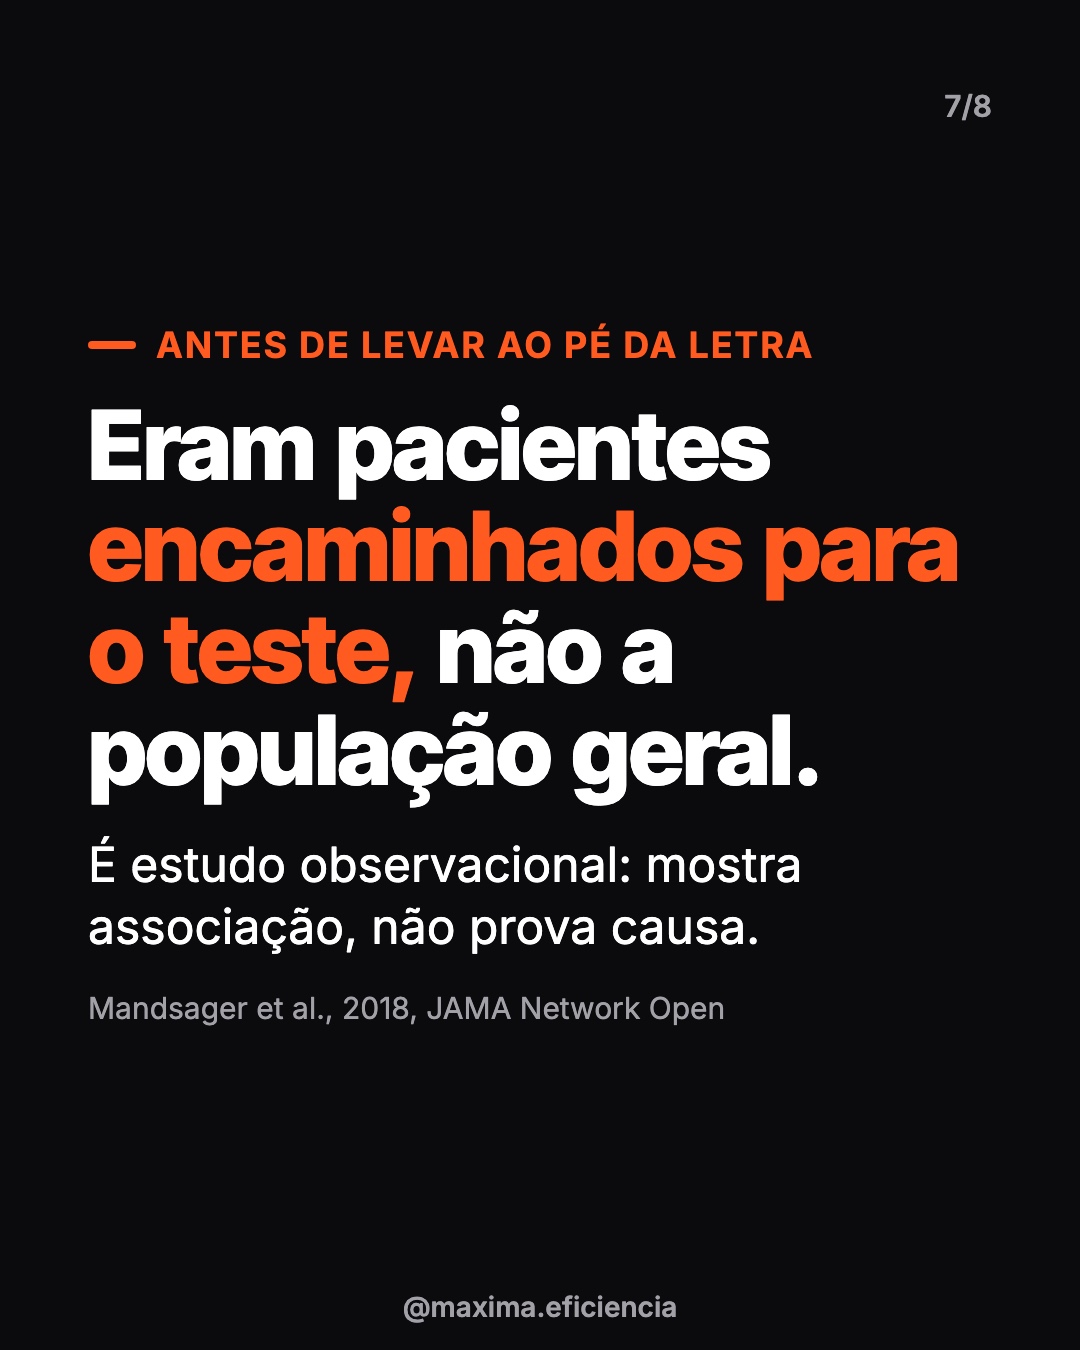 7/8
ANTES DE LEVAR AO PÉ DA LETRA
Eram pacientes
encaminhados para
o teste, não a
população geral.
É estudo observacional: mostra
associação, não prova causa.
Mandsager et al., 2018, JAMA Network Open
@maxima.eficiencia